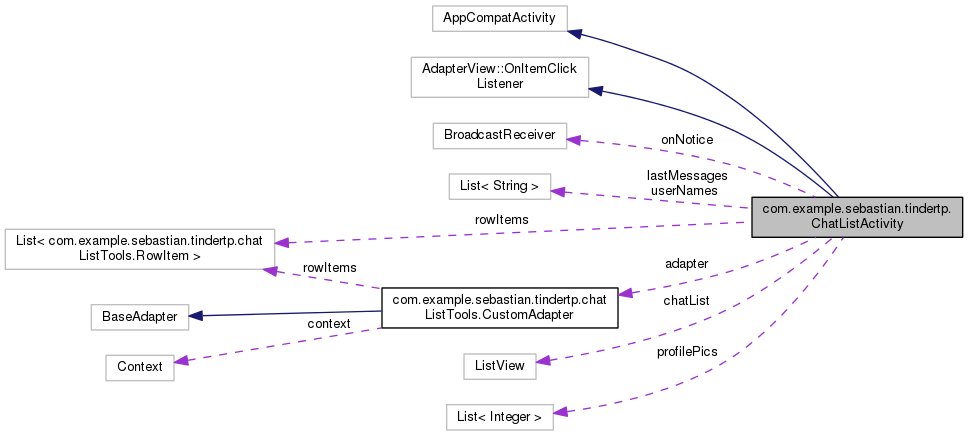 AppCompatActivity
AdapterView::OnItemClick
Listener
BroadcastReceiver
onNotice
List< String >
lastMessages
userNames
com.example.sebastian.tindertp.
ChatListActivity
rowItems
List< com.example.sebastian.tindertp.chat
ListTools.RowItem >
rowItems
adapter
com.example.sebastian.tindertp.chat
ListTools.CustomAdapter
BaseAdapter
context
chatList
Context
ListView
profilePics
List< Integer >